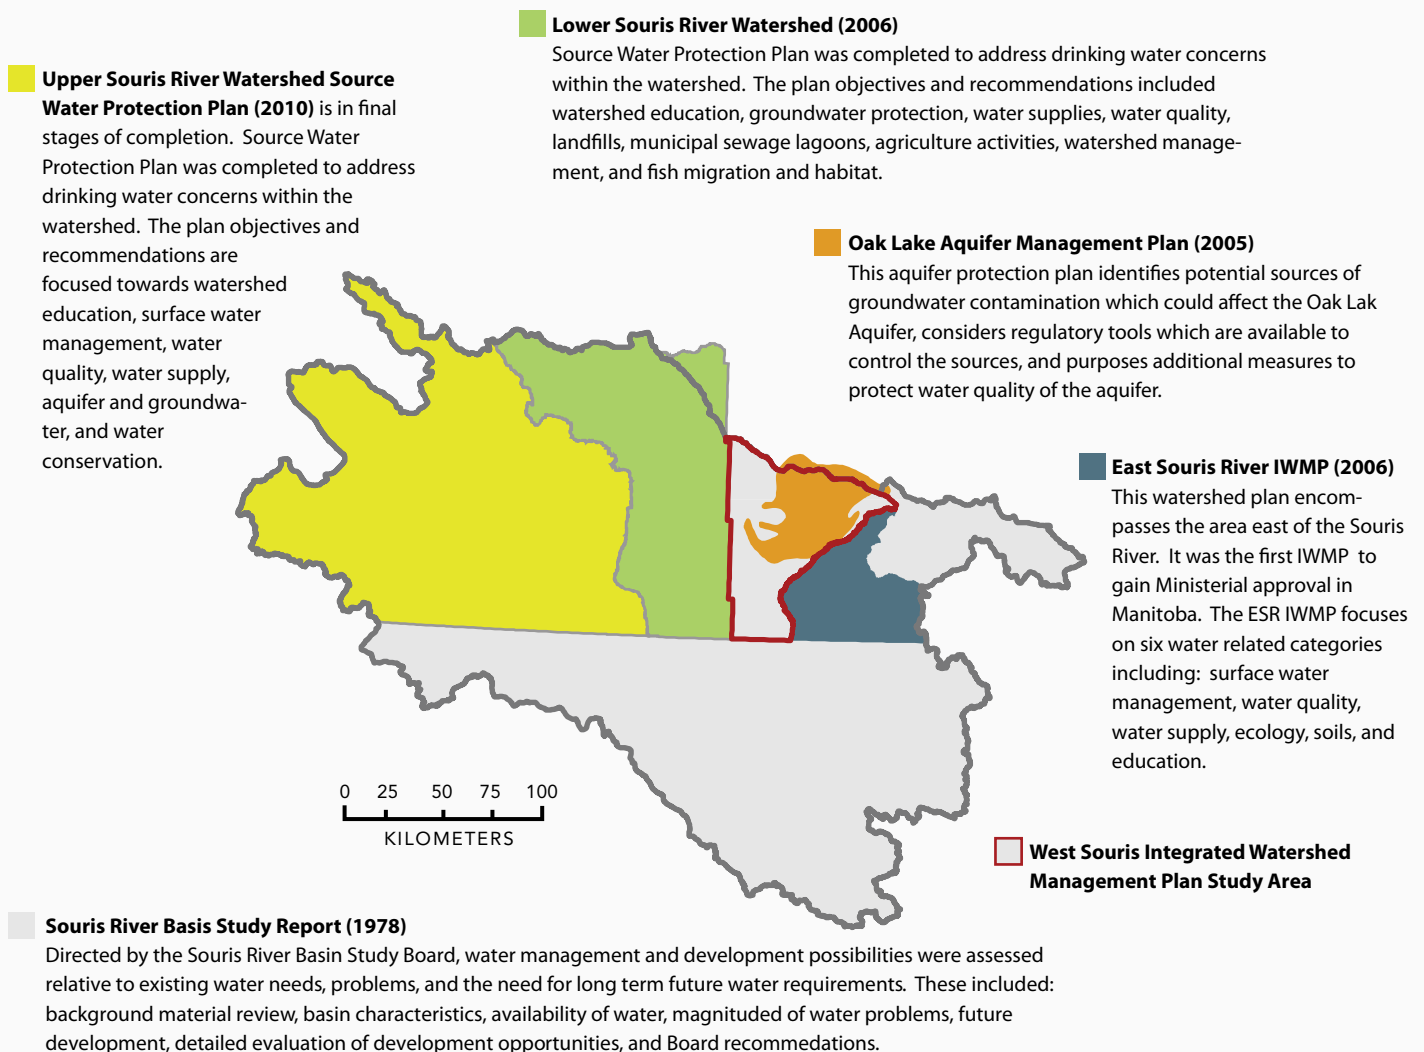 Lower Souris River Watershed (2006)
Source Water Protection Plan was completed to address drinking water concerns
within the watershed. The plan objectives and recommendations included
watershed education, groundwater protection, water supplies, water quality,
landfills, municipal sewage lagoons, agriculture activities, watershed manage-
ment, and fish migration and habitat.
Upper Souris River Watershed Source
Water Protection Plan (2010) is in final
stages of completion. Source Water
Protection Plan was completed to address
drinking water concerns within the
watershed. The plan objectives and
recommendations are
focused towards watershed
education, surface water
management, water
quality, water supply,
aquifer and groundwa-
ter, and water
conservation.
Oak Lake Aquifer Management Plan (2005)
This aquifer protection plan identifies potential sources of
groundwater contamination which could affect the Oak Lak
Aquifer, considers regulatory tools which are available to
control the sources, and purposes additional measures to
protect water quality of the aquifer.
East Souris River IWMP (2006)
This watershed plan encom-
passes the area east of the Souris
River. It was the first IWMP to
gain Ministerial approval in
Manitoba. The ESR IWMP focuses
on six water related categories
including: surface water
management, water quality,
water supply, ecology, soils, and
education.
0 25 50 75 100
KILOMETERS
West Souris Integrated Watershed
Management Plan Study Area
Souris River Basis Study Report (1978)
Directed by the Souris River Basin Study Board, water management and development possibilities were assessed
relative to existing water needs, problems, and the need for long term future water requirements. These included:
background material review, basin characteristics, availability of water, magnituded of water problems, future
development, detailed evaluation of development opportunities, and Board recommedations.